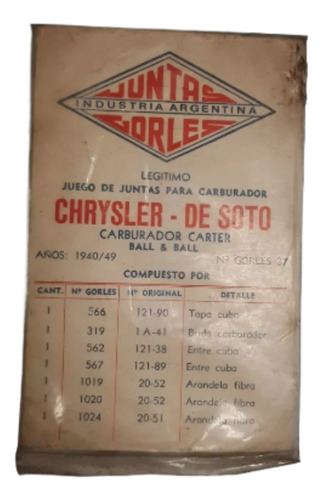 JUNTAS
INDUSTRIA ARGENTINA
GORLES
LEGITIMO
JUEGO DE JUNTAS PARA CARBURADOR
CHRYSLER - DE SOTO
CARBURADOR CARTER
BALL & BALL
AÑOS: 1940/49 Nº GORLES 37
COMPUESTO POR
CANT. Nº GORLES Nº ORIGINAL DETALLE
1 566 121-90 Tapa cuba
1 319 1 A-41 Brida carburador
1 562 121-38 Entre cuba
1 567 121-89 Entre cuba
1 1019 20-52 Arandela fibra
1 1020 20-52 Arandela fibra
1 1024 20-51 Arandela fibra